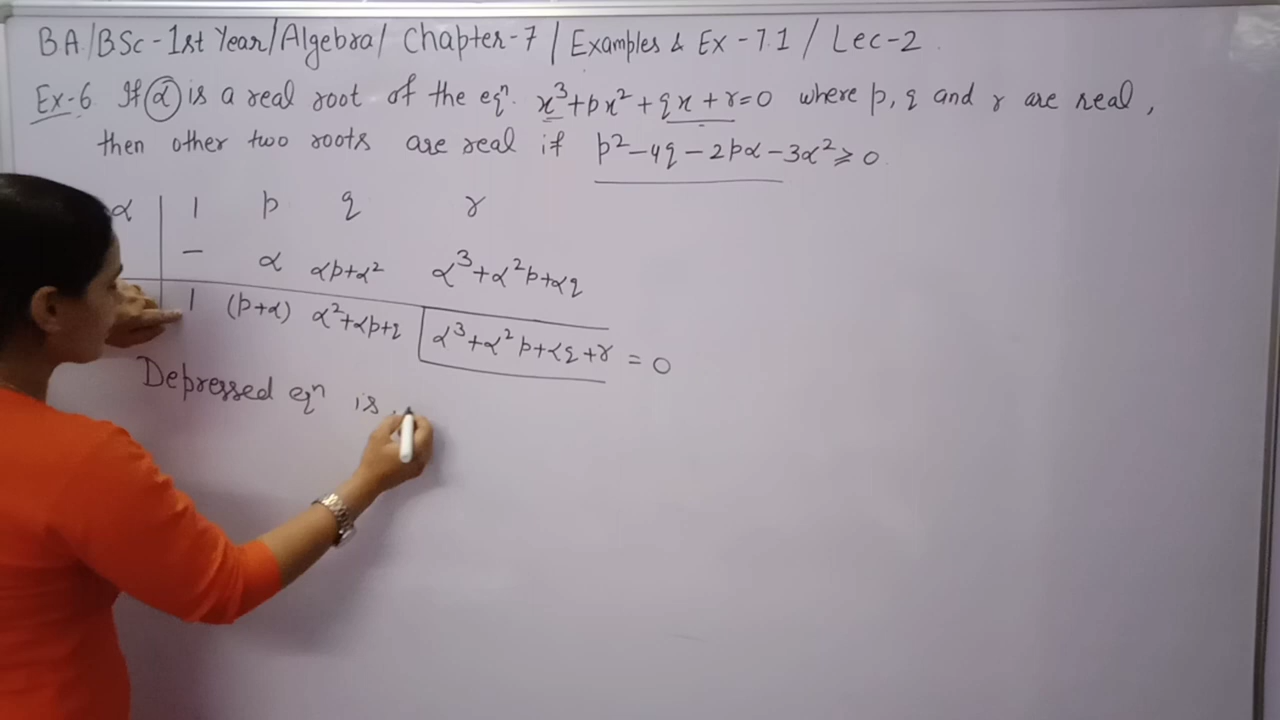 BA/BSc - 1st Year/Algebra/ Chapter-7 / Examples & Ex - 7.1 / Lec-2
Ex-6 If α is a real root of the eqⁿ. x³+px²+qx+r=0 where p, q and r are real,
then other two roots are real if p²-4q-2pα-3α²≥0
α | 1 p q r
- α αp+α² α³+α²p+αq
1 (p+α) α²+αp+q α³+α²p+αq+r = 0
Depressed eqⁿ is